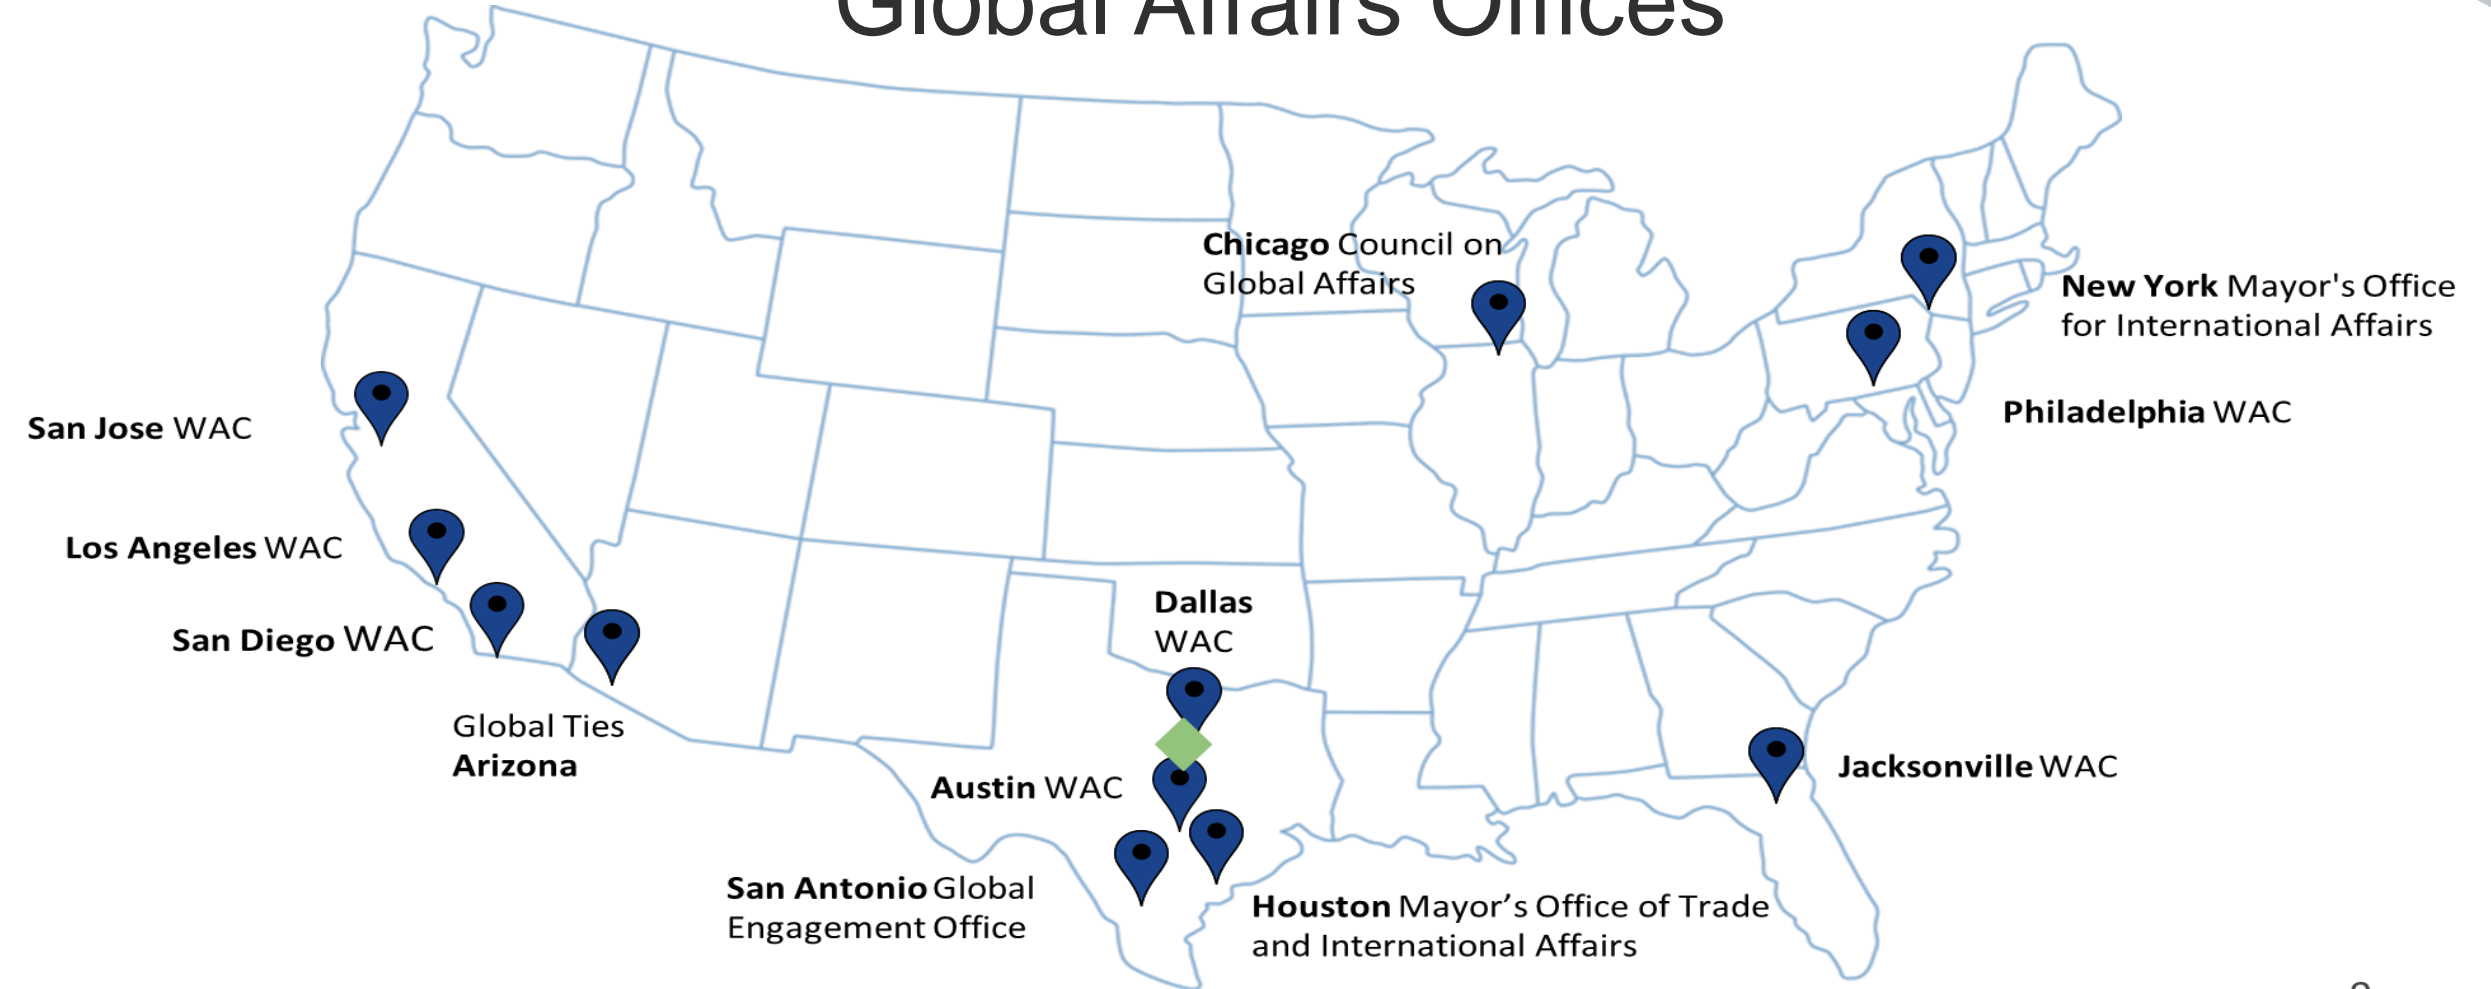 Global Affairs Offices
Chicago Council on
Global Affairs
New York Mayor's Office
for International Affairs
Philadelphia WAC
San Jose WAC
Los Angeles WAC
San Diego WAC
Global Ties
Arizona
Dallas
WAC
Austin WAC
Jacksonville WAC
San Antonio Global
Engagement Office
Houston Mayor’s Office of Trade
and International Affairs